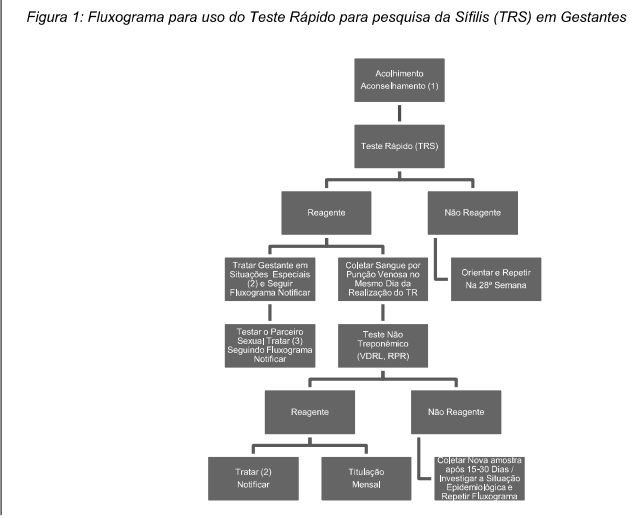 Figura 1: Fluxograma para uso do Teste Rápido para pesquisa da Sífilis (TRS) em Gestantes
Acolhimento
Aconselhamento (1)
Teste Rápido (TRS)
Reagente
Não Reagente
Tratar Gestante em
Situações Especiais
(2) e Seguir
Fluxograma Notificar
Coletar Sangue por
Punção Venosa no
Mesmo Dia da
Realização do TR
Orientar e Repetir
Na 28ª Semana
Testar o Parceiro
Sexual Tratar (3)
Seguindo Fluxograma
Notificar
Teste Não
Treponêmico
(VDRL, RPR)
Reagente
Não Reagente
Tratar (2)
Notificar
Titulação
Mensal
Coletar Nova amostra
após 15-30 Dias /
Investigar a Situação
Epidemiológica e
Repetir Fluxograma